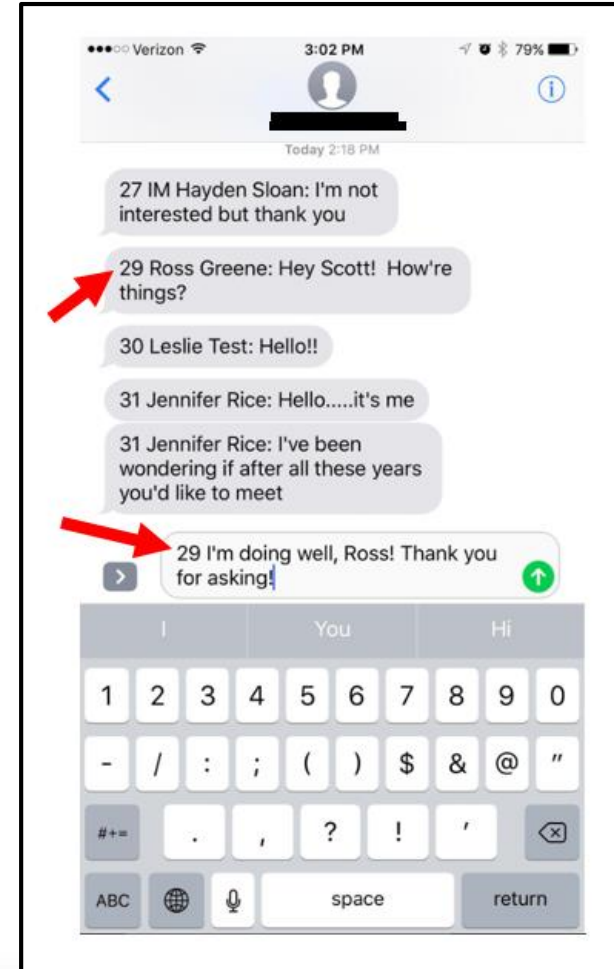 Verizon 3:02 PM 79%
Today 2:18 PM
27 IM Hayden Sloan: I'm not
interested but thank you
29 Ross Greene: Hey Scott! How're
things?
30 Leslie Test: Hello!!
31 Jennifer Rice: Hello.....it's me
31 Jennifer Rice: I've been
wondering if after all these years
you'd like to meet
29 I'm doing well, Ross! Thank you
for asking!
I You Hi
1 2 3 4 5 6 7 8 9 0
- / : ; ( ) $ & @ "
#+= . , ? ! '
ABC space return